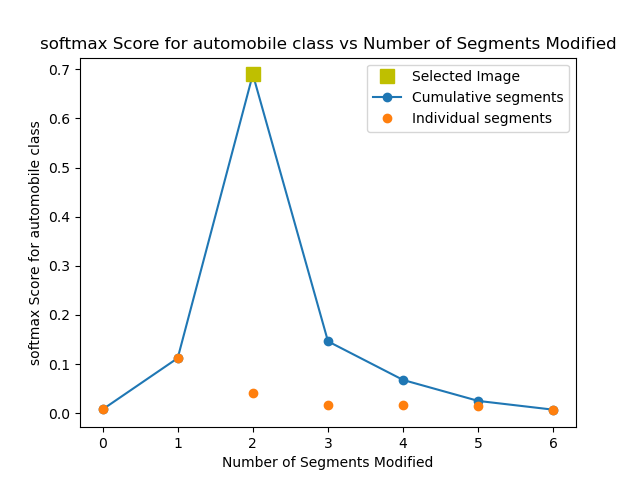 softmax Score for automobile class vs Number of Segments Modified
softmax Score for automobile class
0.7
0.6
0.5
0.4
0.3
0.2
0.1
0.0
Selected Image
Cumulative segments
Individual segments
0 1 2 3 4 5 6
Number of Segments Modified